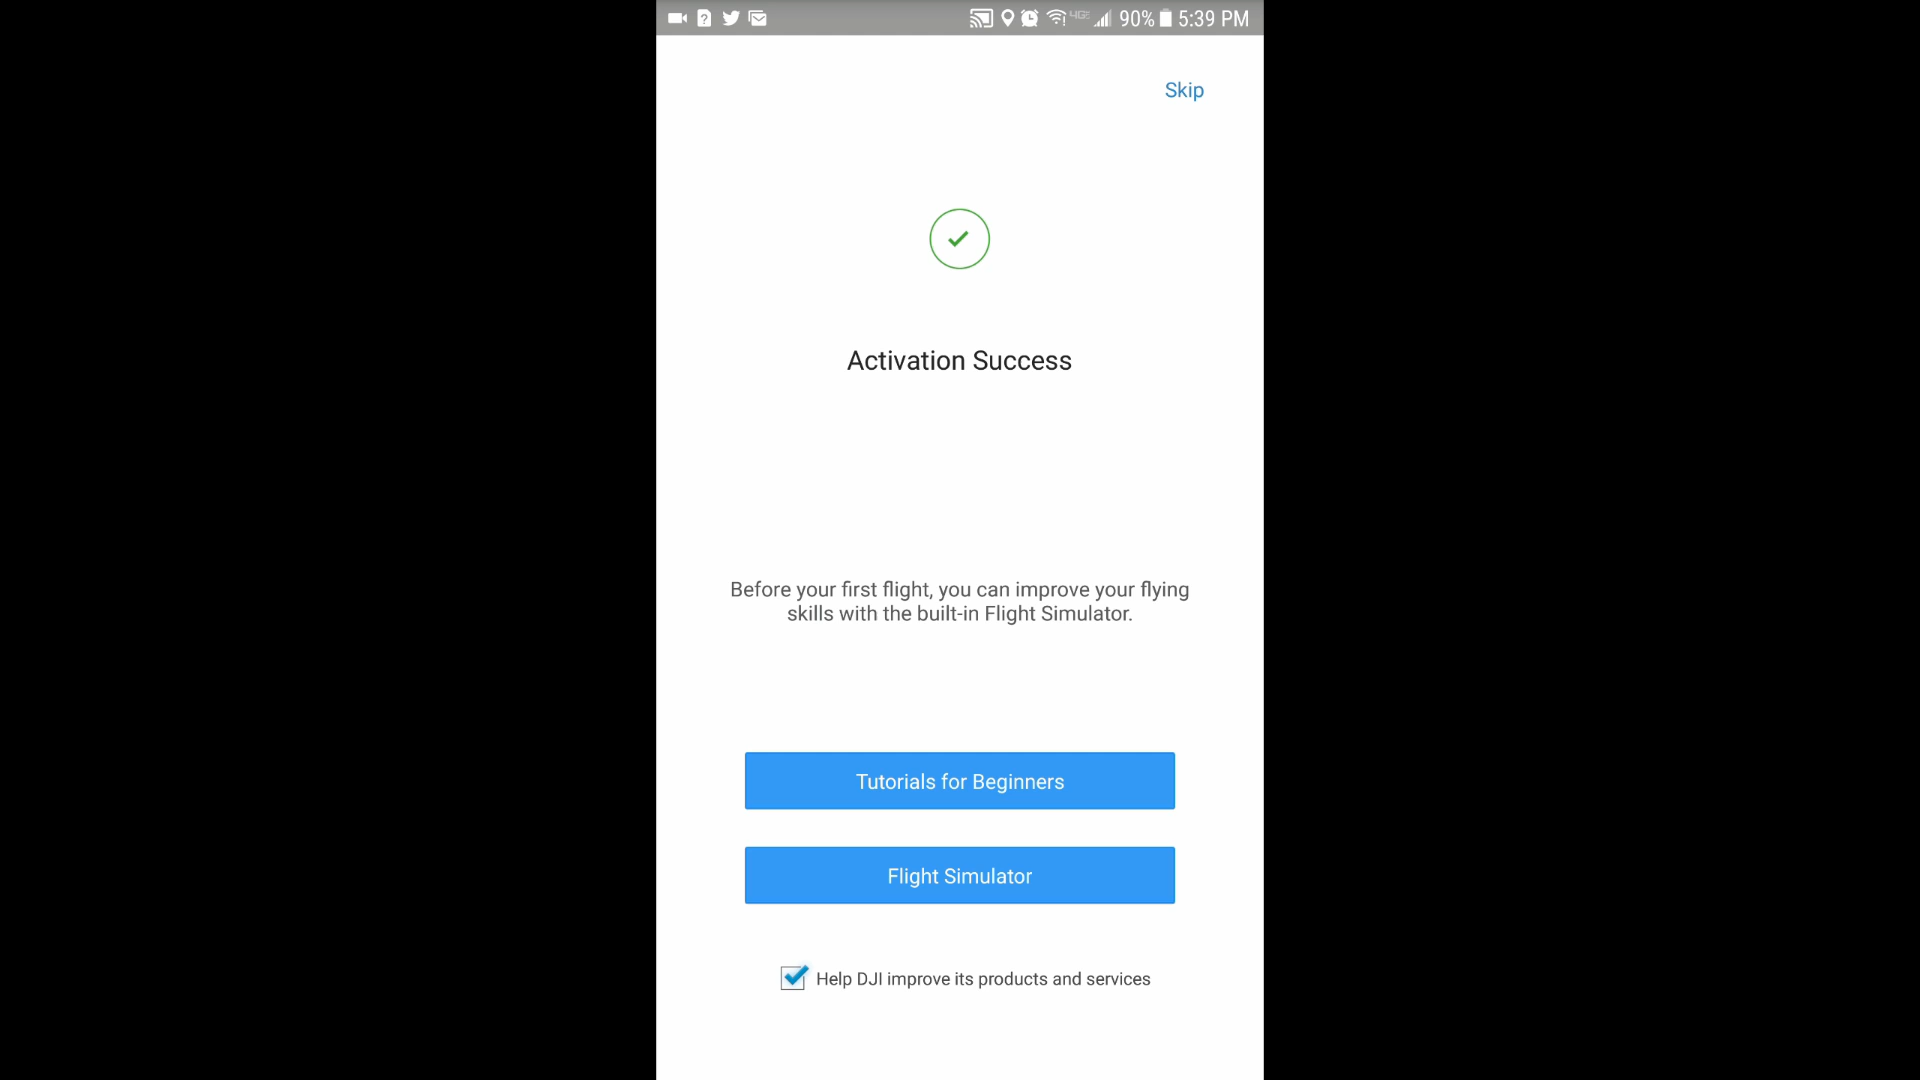 90% 5:39 PM
Skip
Activation Success
Before your first flight, you can improve your flying
skills with the built-in Flight Simulator.
Tutorials for Beginners
Flight Simulator
Help DJI improve its products and services